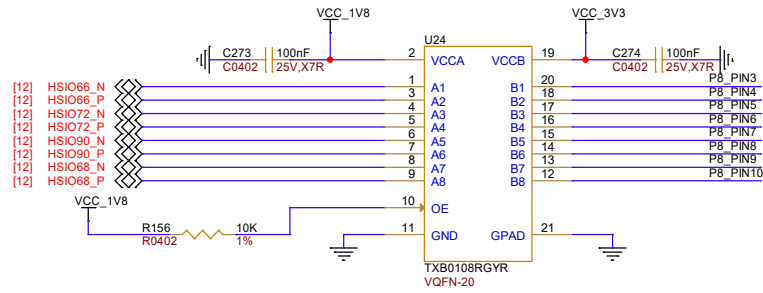 VCC_1V8
VCC_3V3
U24
C273
100nF
C0402
25V,X7R
2
VCCA
VCCB
19
C274
100nF
C0402
25V,X7R
[12] HSIO66_N
1
A1
B1
20
P8_PIN3
[12] HSIO66_P
3
A2
B2
18
P8_PIN4
[12] HSIO72_N
4
A3
B3
17
P8_PIN5
[12] HSIO72_P
5
A4
B4
16
P8_PIN6
[12] HSIO90_N
6
A5
B5
15
P8_PIN7
[12] HSIO90_P
7
A6
B6
14
P8_PIN8
[12] HSIO68_N
8
A7
B7
13
P8_PIN9
[12] HSIO68_P
9
A8
B8
12
P8_PIN10
VCC_1V8
R156
10K
R0402
1%
10
OE
11
GND
GPAD
21
TXB0108RGYR
VQFN-20